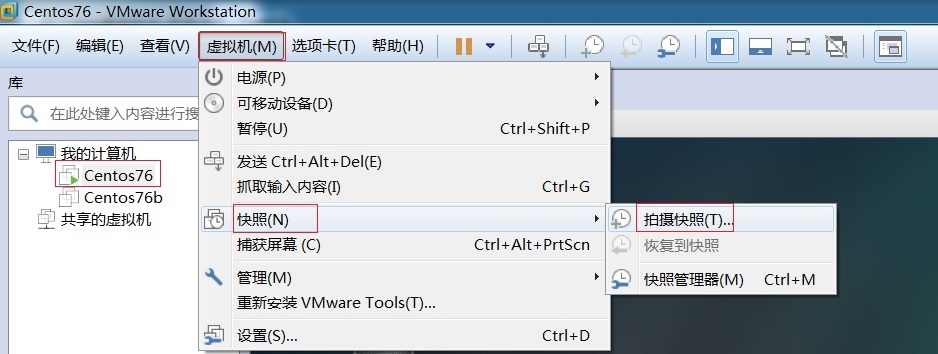 Centos76 - VMware Workstation
文件(F) 编辑(E) 查看(V) 虚拟机(M) 选项卡(T) 帮助(H)
库
在此处键入内容进行搜
我的计算机
Centos76
Centos76b
共享的虚拟机
电源(P)
可移动设备(D)
暂停(U) Ctrl+Shift+P
发送 Ctrl+Alt+Del(E)
抓取输入内容(I) Ctrl+G
快照(N)
捕获屏幕 (C) Ctrl+Alt+PrtScn
管理(M)
重新安装 VMware Tools(T)...
设置(S)... Ctrl+D
拍摄快照(T)...
恢复到快照
快照管理器(M) Ctrl+M